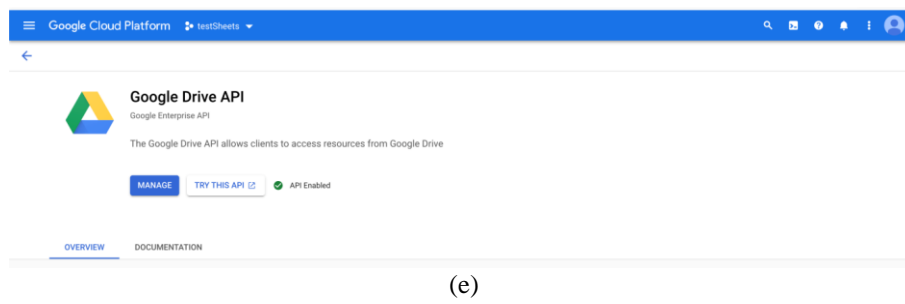 Google Cloud Platform testSheets
Google Drive API
Google Enterprise API
The Google Drive API allows clients to access resources from Google Drive
MANAGE TRY THIS API API Enabled
OVERVIEW DOCUMENTATION
(e)